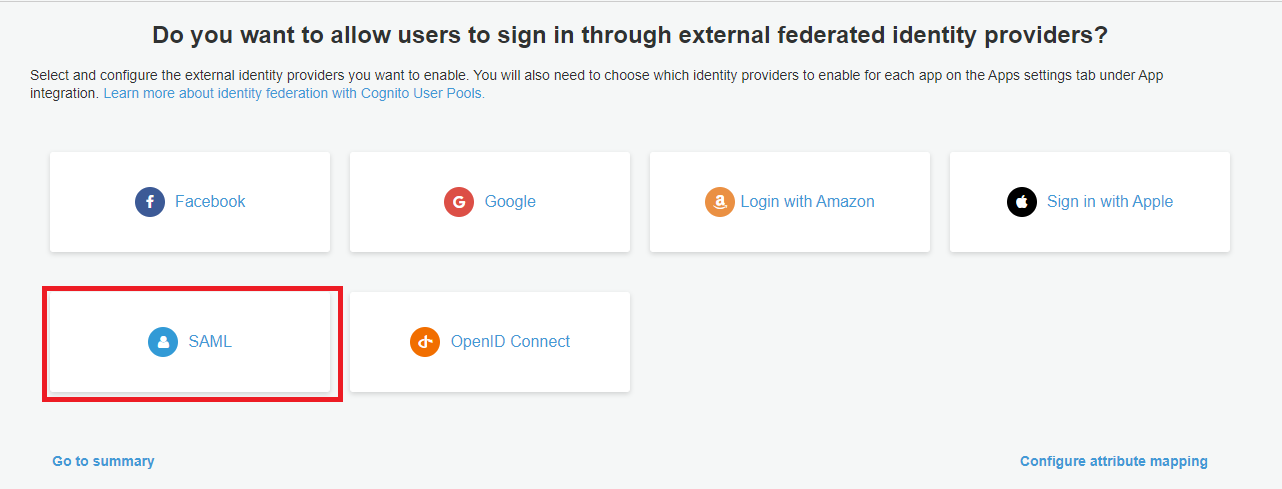 Do you want to allow users to sign in through external federated identity providers?
Select and configure the external identity providers you want to enable. You will also need to choose which identity providers to enable for each app on the Apps settings tab under App
integration. Learn more about identity federation with Cognito User Pools.
Facebook
Google
Login with Amazon
Sign in with Apple
SAML
OpenID Connect
Go to summary
Configure attribute mapping